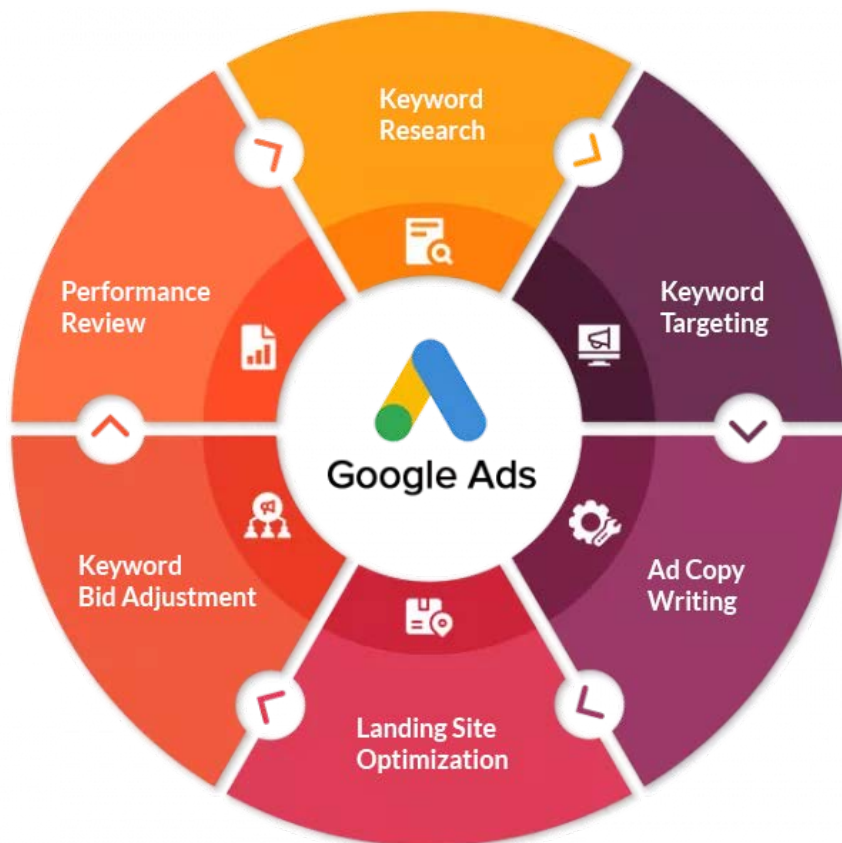 Keyword
Research
Keyword
Targeting
Ad Copy
Writing
Landing Site
Optimization
Keyword
Bid Adjustment
Performance
Review
Google Ads